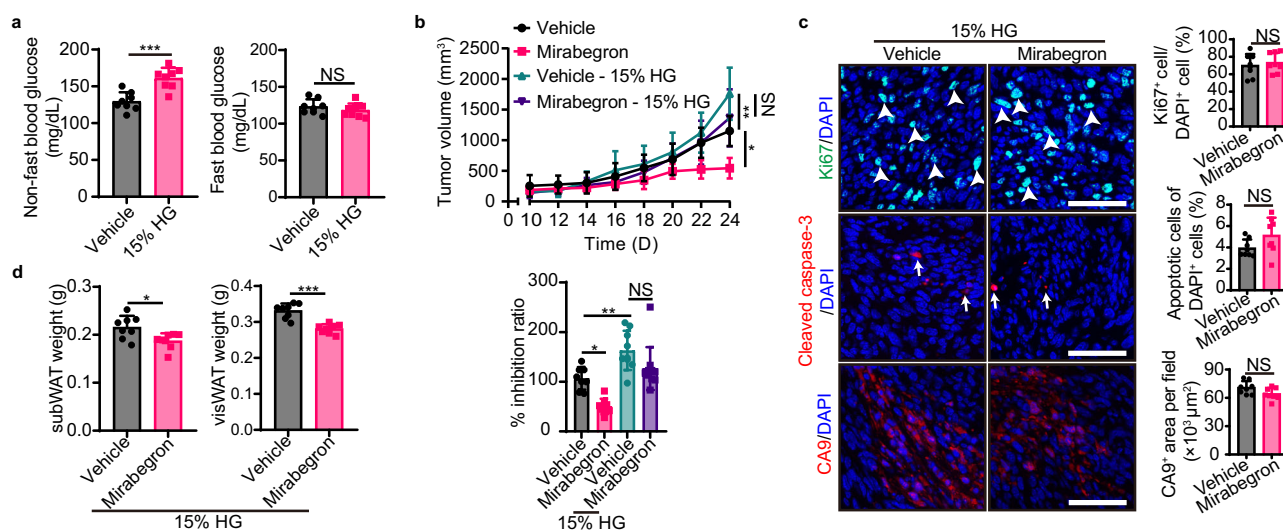 a
Non-fast blood glucose
(mg/dL)
200
150
100
50
0
***
Vehicle
15% HG
Fast blood glucose
(mg/dL)
200
150
100
50
0
NS
Vehicle
15% HG
b
Tumor volume (mm³)
2500
2000
1500
1000
500
0
Vehicle
Mirabegron
Vehicle - 15% HG
Mirabegron - 15% HG
**
NS
*
0 10 12 14 16 18 20 22 24
Time (D)
% inhibition ratio
300
200
100
0
*
**
NS
Vehicle
Mirabegron
Vehicle
Mirabegron
15% HG
c
15% HG
Vehicle
Mirabegron
Ki67/DAPI
Cleaved caspase-3
/DAPI
CA9/DAPI
Ki67⁺ cell/
DAPI⁺ cell (%)
100
80
60
40
20
0
NS
Vehicle
Mirabegron
Apoptotic cells of
DAPI⁺ cells (%)
8
6
4
2
0
NS
Vehicle
Mirabegron
CA9⁺ area per field
(×10³ μm²)
90
60
30
0
NS
Vehicle
Mirabegron
d
subWAT weight (g)
0.3
0.2
0.1
0.0
*
Vehicle
Mirabegron
visWAT weight (g)
0.4
0.3
0.2
0.1
0.0
***
Vehicle
Mirabegron
15% HG